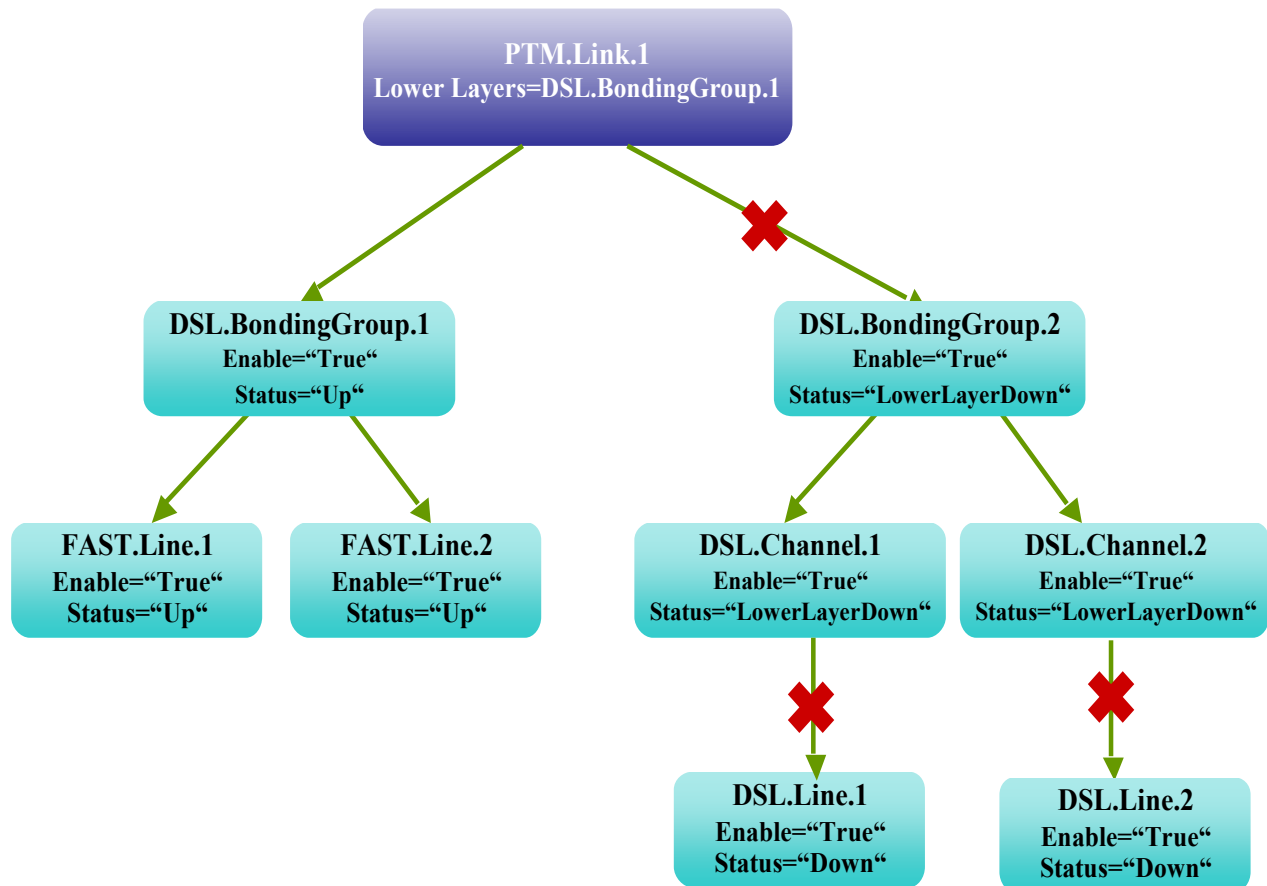 PTM.Link.1
Lower Layers=DSL.BondingGroup.1
DSL.BondingGroup.1
Enable=“True“
Status=“Up“
DSL.BondingGroup.2
Enable=“True“
Status=“LowerLayerDown“
FAST.Line.1
Enable=“True“
Status=“Up“
FAST.Line.2
Enable=“True“
Status=“Up“
DSL.Channel.1
Enable=“True“
Status=“LowerLayerDown“
DSL.Channel.2
Enable=“True“
Status=“LowerLayerDown“
DSL.Line.1
Enable=“True“
Status=“Down“
DSL.Line.2
Enable=“True“
Status=“Down“